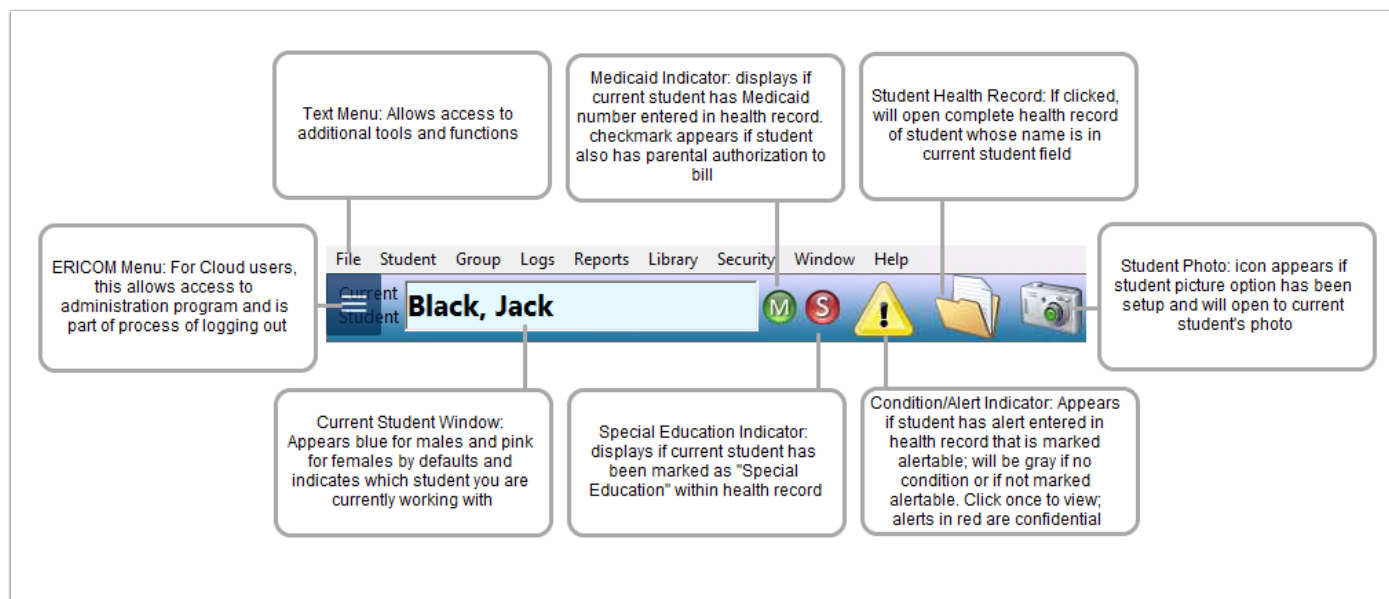 Text Menu: Allows access to
additional tools and functions
Medicaid Indicator: displays if
current student has Medicaid
number entered in health record.
checkmark appears if student
also has parental authorization to
bill
Student Health Record: If clicked,
will open complete health record
of student whose name is in
current student field
ERICOM Menu: For Cloud users,
this allows access to
administration program and is
part of process of logging out
File Student Group Logs Reports Library Security Window Help
Current
Student
Black, Jack
M
S
!
Student Photo: icon appears if
student picture option has been
setup and will open to current
student's photo
Current Student Window:
Appears blue for males and pink
for females by defaults and
indicates which student you are
currently working with
Special Education Indicator:
displays if current student has
been marked as "Special
Education" within health record
Condition/Alert Indicator: Appears
if student has alert entered in
health record that is marked
alertable; will be gray if no
condition or if not marked
alertable. Click once to view;
alerts in red are confidential